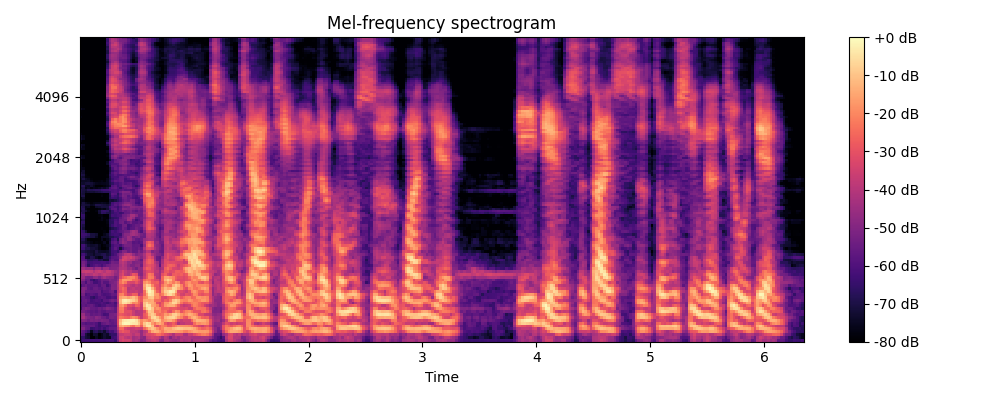 Mel-frequency spectrogram
Hz
4096
2048
1024
512
0
0 1 2 3 4 5 6
Time
+0 dB
-10 dB
-20 dB
-30 dB
-40 dB
-50 dB
-60 dB
-70 dB
-80 dB